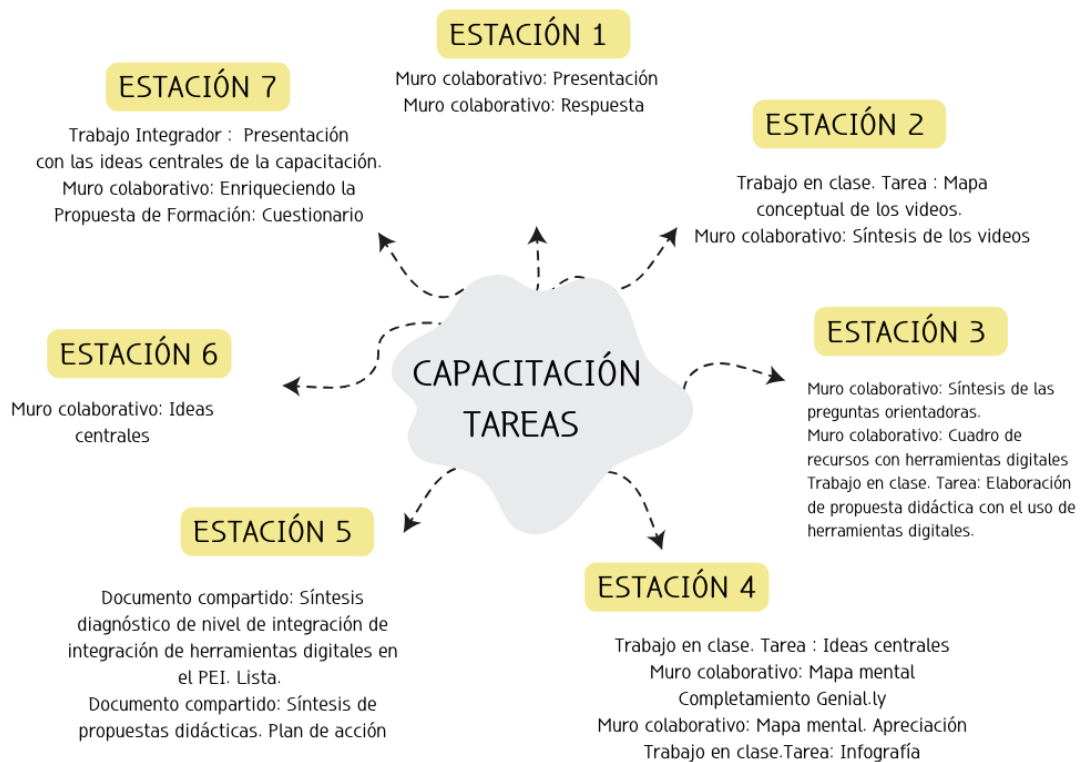 ESTACIÓN 1
Muro colaborativo: Presentación
Muro colaborativo: Respuesta
ESTACIÓN 2
Trabajo en clase. Tarea : Mapa
conceptual de los videos.
Muro colaborativo: Síntesis de los videos
ESTACIÓN 3
Muro colaborativo: Síntesis de las
preguntas orientadoras.
Muro colaborativo: Cuadro de
recursos con herramientas digitales
Trabajo en clase. Tarea: Elaboración
de propuesta didáctica con el uso de
herramientas digitales.
ESTACIÓN 4
Trabajo en clase. Tarea : Ideas centrales
Muro colaborativo: Mapa mental
Completamiento Genial.ly
Muro colaborativo: Mapa mental. Apreciación
Trabajo en clase.Tarea: Infografía
ESTACIÓN 5
Documento compartido: Síntesis
diagnóstico de nivel de integración de
integración de herramientas digitales en
el PEI. Lista.
Documento compartido: Síntesis de
propuestas didácticas. Plan de acción
ESTACIÓN 6
Muro colaborativo: Ideas
centrales
ESTACIÓN 7
Trabajo Integrador :  Presentación
con las ideas centrales de la capacitación.
Muro colaborativo: Enriqueciendo la
Propuesta de Formación: Cuestionario
CAPACITACIÓN
TAREAS